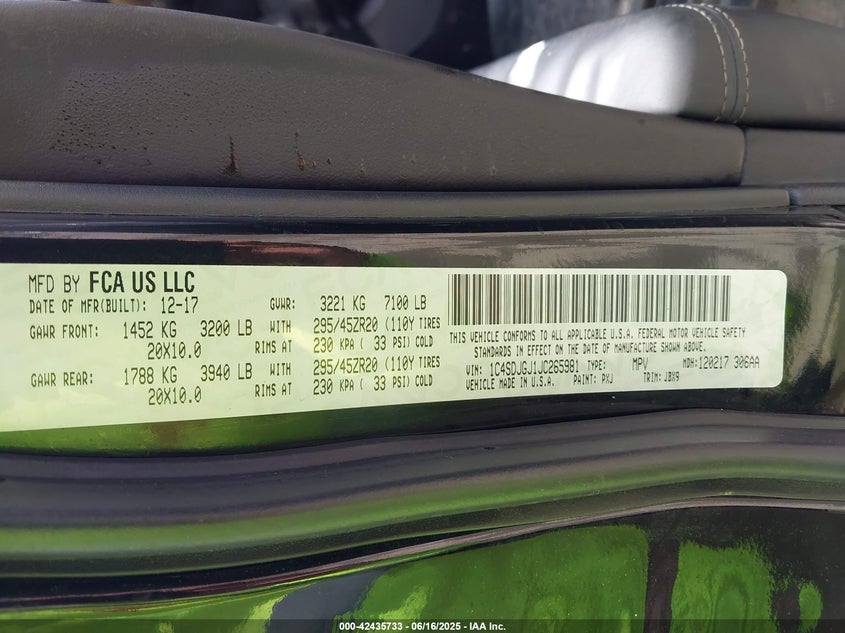 MFD BY FCA US LLC
DATE OF MFR(BUILT): 12-17 GVWR: 3221 KG 7100 LB
GAWR FRONT: 1452 KG 3200 LB WITH 295/45ZR20 (110Y TIRES
20X10.0 RIMS AT 230 KPA ( 33 PSI) COLD
GAWR REAR: 1788 KG 3940 LB WITH 295/45ZR20 (110Y TIRES
20X10.0 RIMS AT 230 KPA ( 33 PSI) COLD
THIS VEHICLE CONFORMS TO ALL APPLICABLE U.S.A. FEDERAL MOTOR VEHICLE SAFETY
STANDARDS IN EFFECT ON THE DATE OF MANUFACTURE SHOWN ABOVE.
VIN: 1C4SDJGJ1JC265981 TYPE: MPV MDH: 120217 306AA
VEHICLE MADE IN U.S.A. PAINT: PXJ TRIM: JBX9
000-42435733 - 06/16/2025 - IAA Inc.